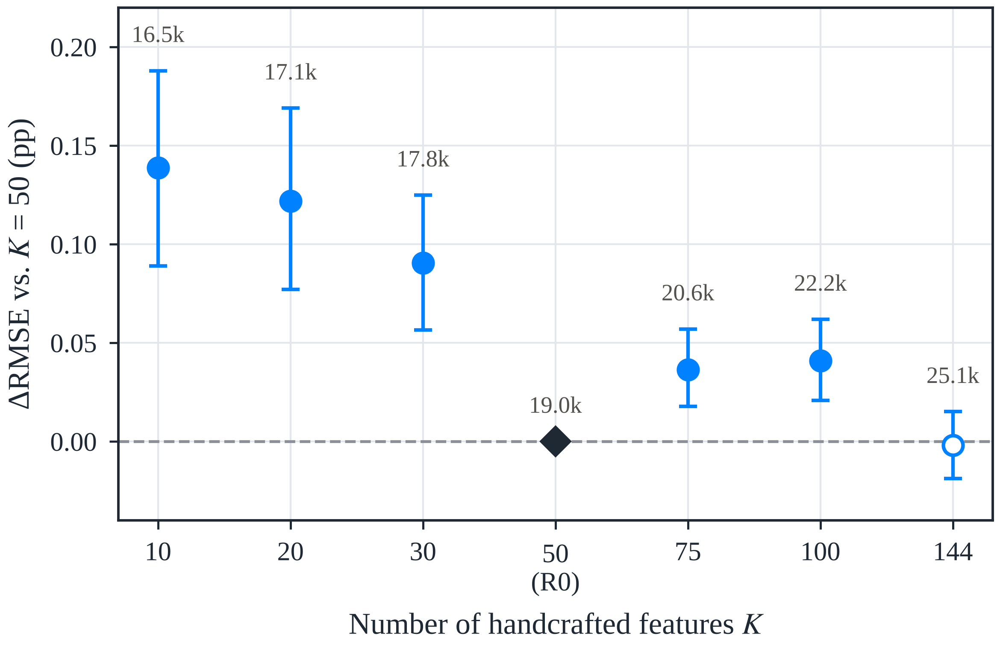 ΔRMSE vs. K = 50 (pp)
0.20
0.15
0.10
0.05
0.00
16.5k
17.1k
17.8k
19.0k
20.6k
22.2k
25.1k
10
20
30
50
(R0)
75
100
144
Number of handcrafted features K